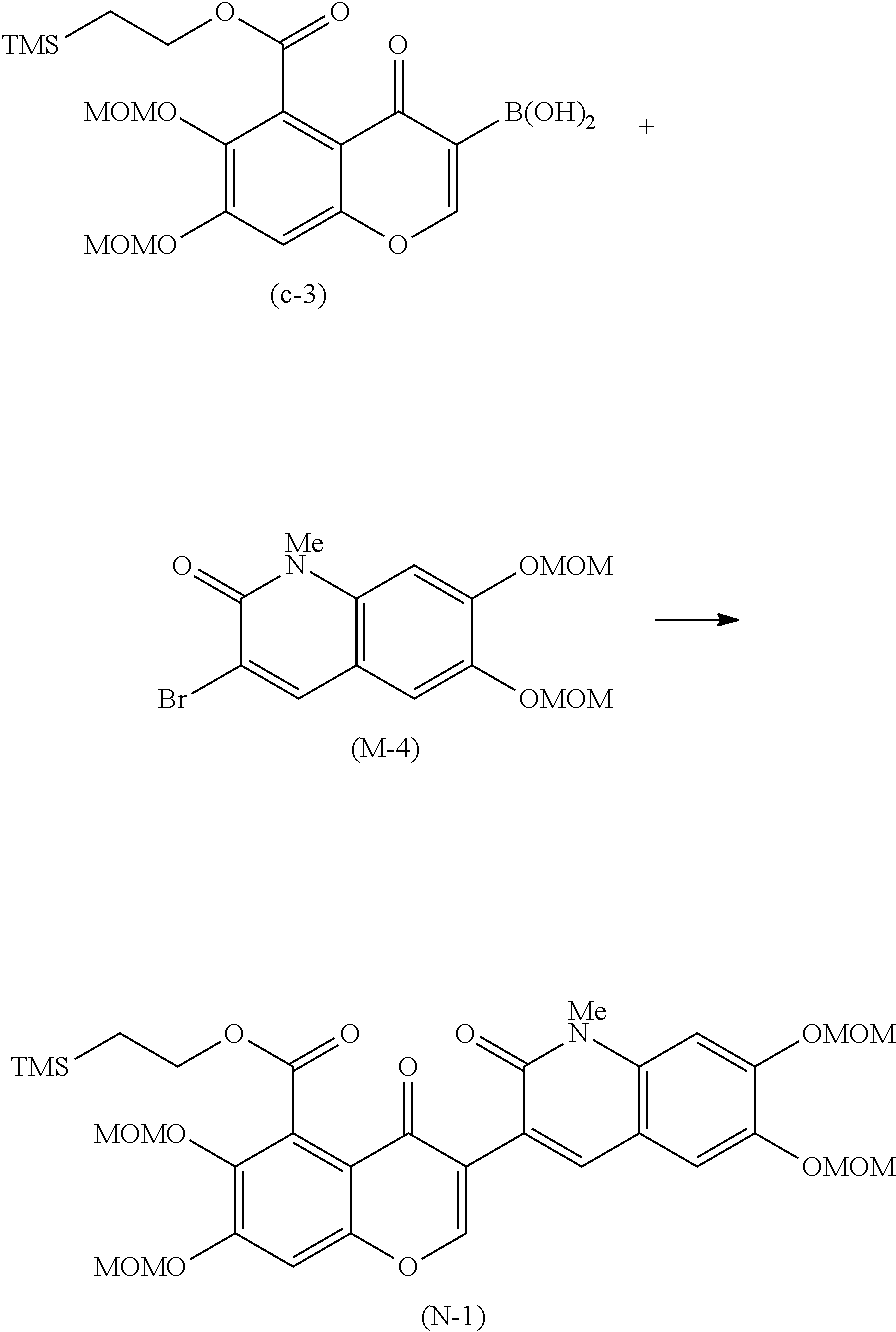 O O O
TMS
MOMO B(OH)₂ +
MOMO O
(c-3)
Me
O N OMOM
Br OMOM
(M-4)
Me
O O O N OMOM
TMS O
MOMO OMOM
MOMO O
(N-1)